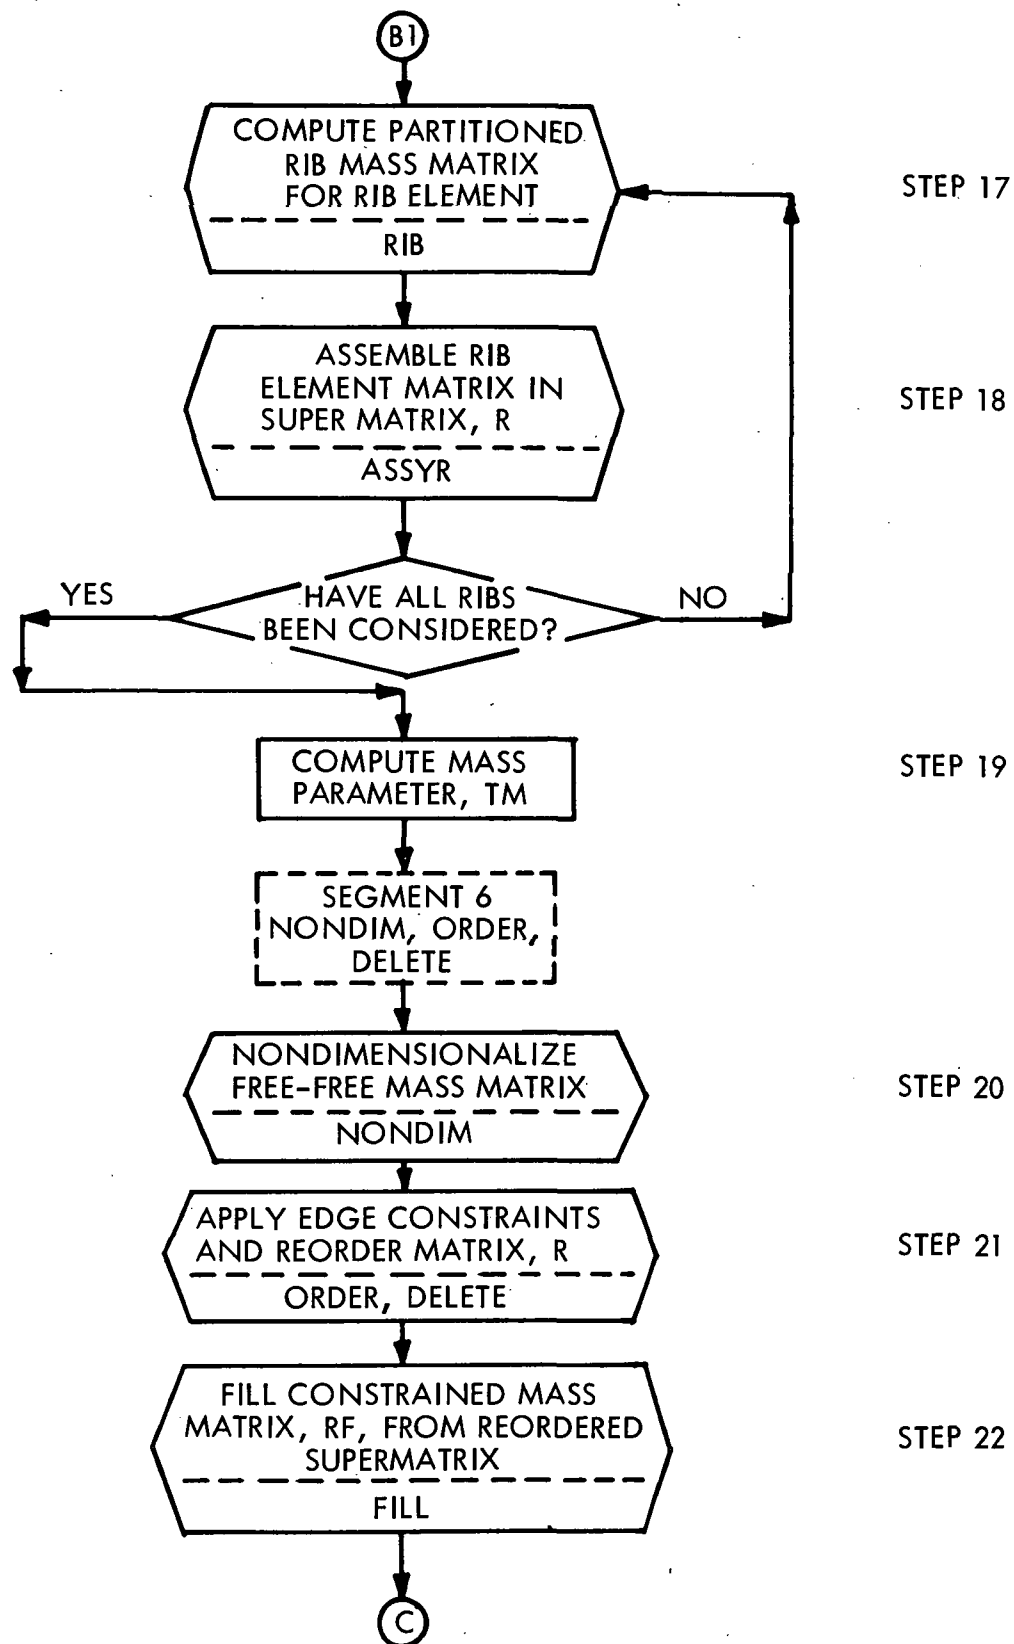 B1
COMPUTE PARTITIONED
RIB MASS MATRIX
FOR RIB ELEMENT
RIB
STEP 17
ASSEMBLE RIB
ELEMENT MATRIX IN
SUPER MATRIX, R
ASSYR
STEP 18
YES
HAVE ALL RIBS
BEEN CONSIDERED?
NO
COMPUTE MASS
PARAMETER, TM
STEP 19
SEGMENT 6
NONDIM, ORDER,
DELETE
NONDIMENSIONALIZE
FREE-FREE MASS MATRIX
NONDIM
STEP 20
APPLY EDGE CONSTRAINTS
AND REORDER MATRIX, R
ORDER, DELETE
STEP 21
FILL CONSTRAINED MASS
MATRIX, RF, FROM REORDERED
SUPERMATRIX
FILL
STEP 22
C